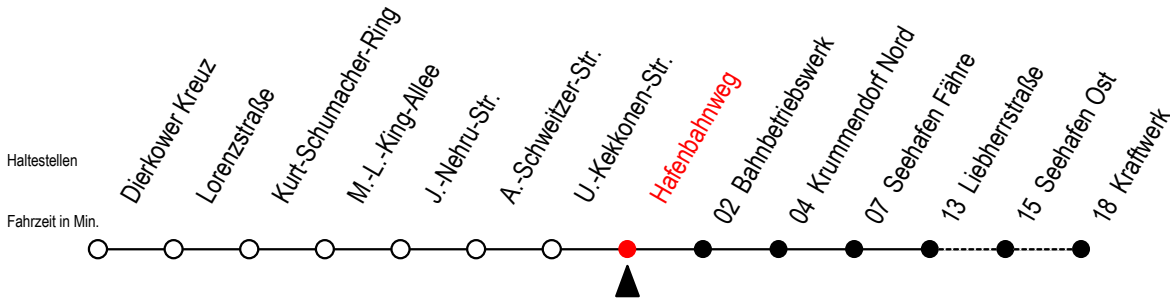 Haltestellen
Fahrzeit in Min.
Dierkower Kreuz
Lorenzstraße
Kurt-Schumacher-Ring
M.-L.-King-Allee
J.-Nehru-Str.
A.-Schweitzer-Str.
U.-Kekkonen-Str.
Hafenbahnweg
02 Bahnbetriebswerk
04 Krummendorf Nord
07 Seehafen Fähre
13 Liebherrstraße
15 Seehafen Ost
18 Kraftwerk